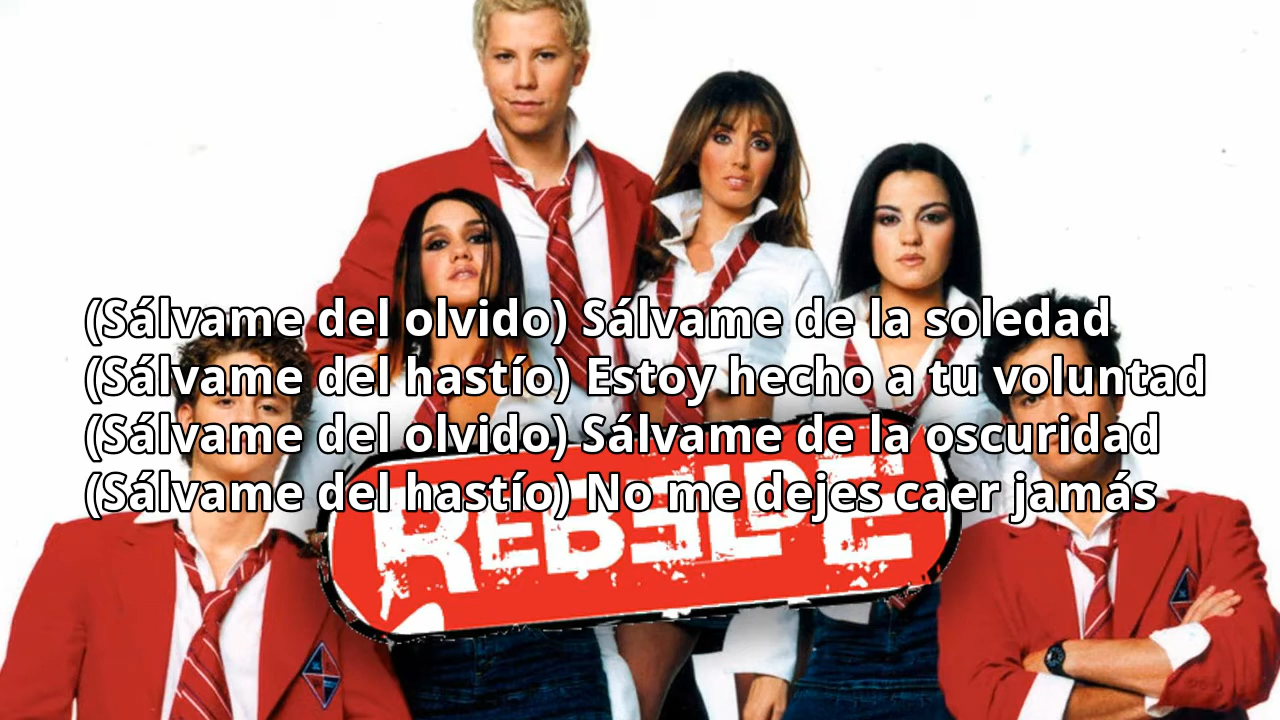 (Sálvame del olvido) Sálvame de la soledad
(Sálvame del hastío) Estoy hecho a tu voluntad
(Sálvame del olvido) Sálvame de la oscuridad
(Sálvame del hastío) No me dejes caer jamás
REBELDE